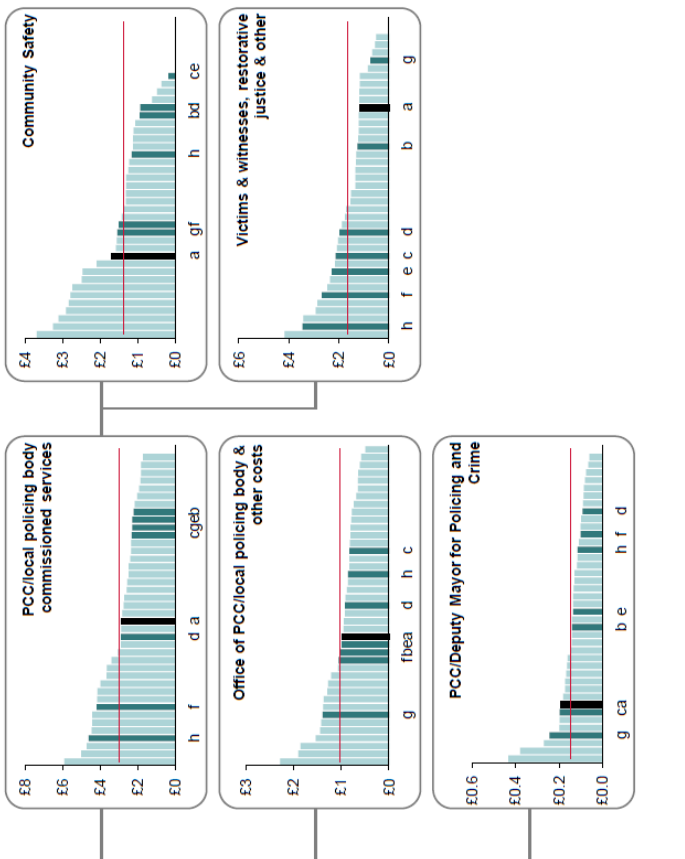 PCC/local policing body
commissioned services
£8
£6
£4
£2
£0
h f d a cgeb
Community Safety
£4
£3
£2
£1
£0
a gf h bd ce
Office of PCC/local policing body &
other costs
£3
£2
£1
£0
g fbea d h c
Victims & witnesses, restorative
justice & other
£6
£4
£2
£0
h f e c d b a g
PCC/Deputy Mayor for Policing and
Crime
£0.6
£0.4
£0.2
£0.0
g ca b e h f d